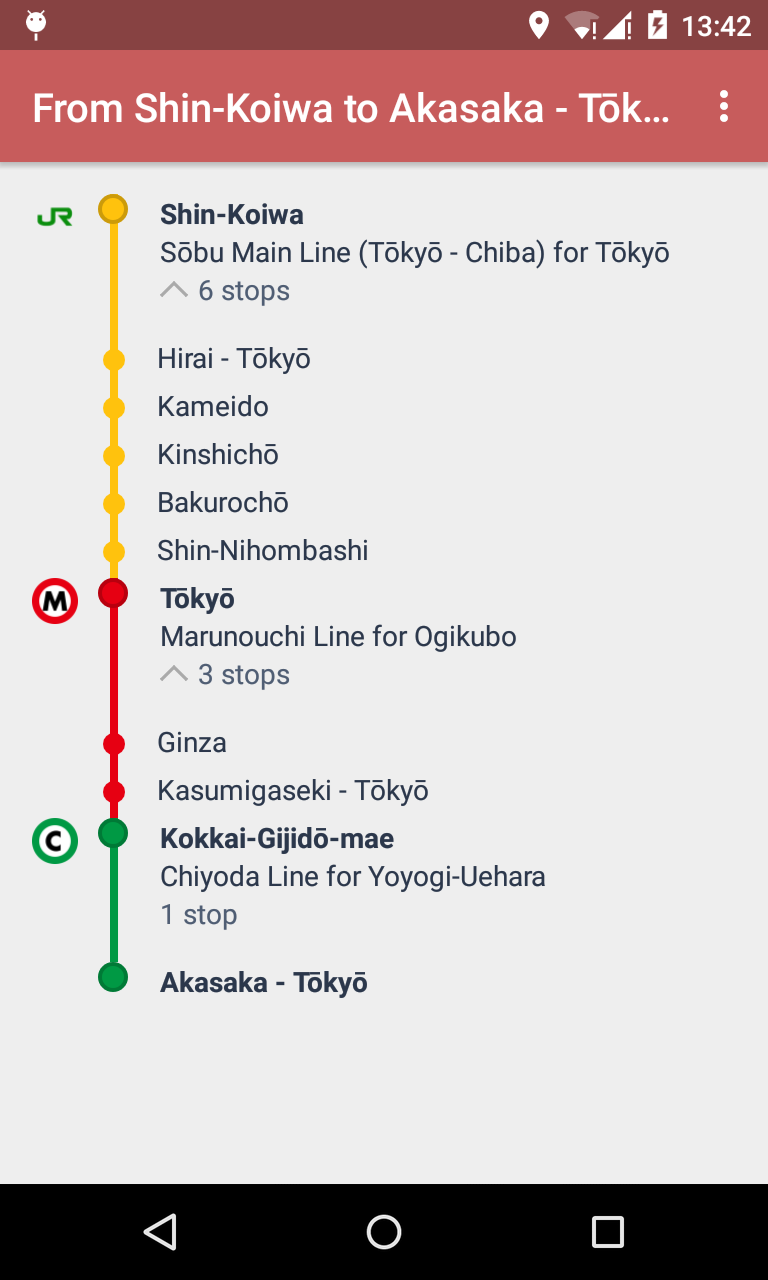 13:42
From Shin-Koiwa to Akasaka - Tōk...
JR
Shin-Koiwa
Sōbu Main Line (Tōkyō - Chiba) for Tōkyō
6 stops
Hirai - Tōkyō
Kameido
Kinshichō
Bakurochō
Shin-Nihombashi
M
Tōkyō
Marunouchi Line for Ogikubo
3 stops
Ginza
Kasumigaseki - Tōkyō
C
Kokkai-Gijidō-mae
Chiyoda Line for Yoyogi-Uehara
1 stop
Akasaka - Tōkyō